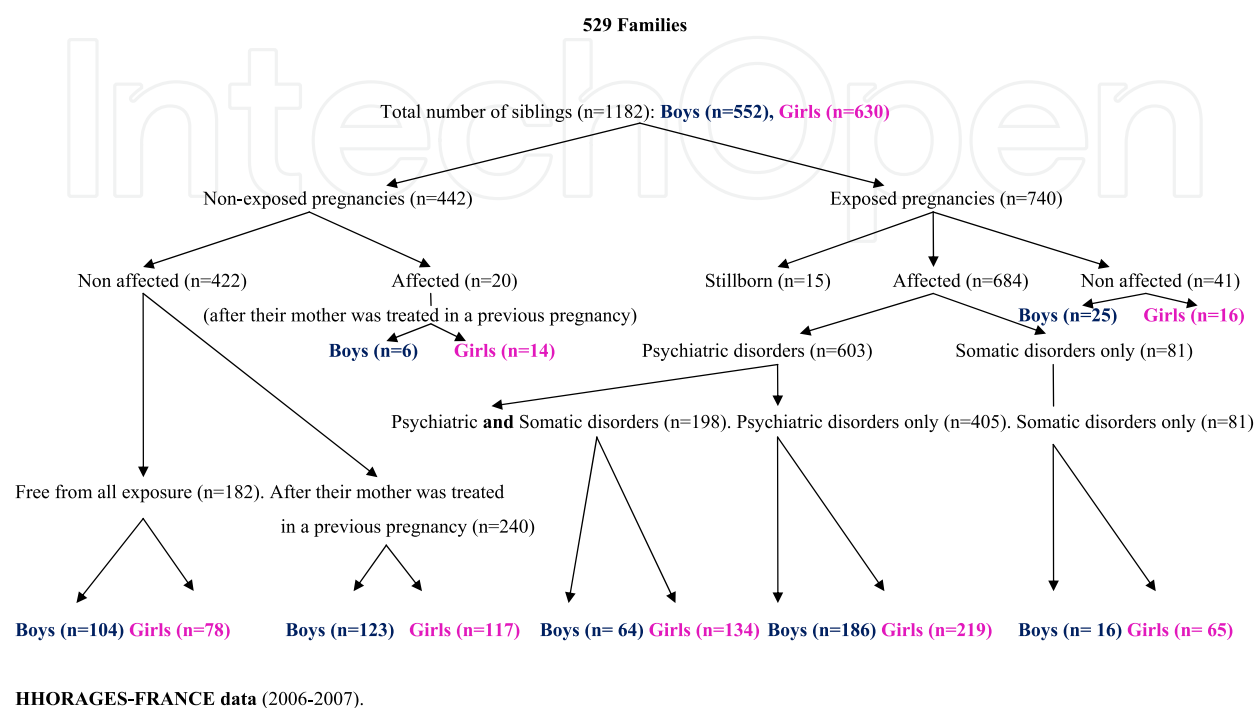 529 Families
IntechOpen
Total number of siblings (n=1182): Boys (n=552), Girls (n=630)
Non-exposed pregnancies (n=442) Exposed pregnancies (n=740)
Non affected (n=422) Affected (n=20) Stillborn (n=15) Affected (n=684) Non affected (n=41)
(after their mother was treated in a previous pregnancy) Boys (n=25) Girls (n=16)
Boys (n=6) Girls (n=14) Psychiatric disorders (n=603) Somatic disorders only (n=81)
Psychiatric and Somatic disorders (n=198). Psychiatric disorders only (n=405). Somatic disorders only (n=81)
Free from all exposure (n=182). After their mother was treated
in a previous pregnancy (n=240)
Boys (n=104) Girls (n=78) Boys (n=123) Girls (n=117) Boys (n= 64) Girls (n=134) Boys (n=186) Girls (n=219) Boys (n= 16) Girls (n= 65)
HHORAGES-FRANCE data (2006-2007).